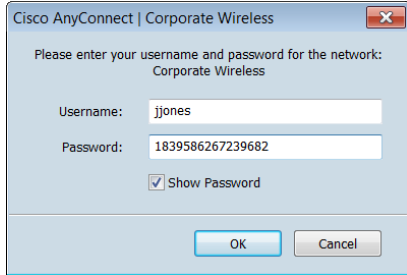 Cisco AnyConnect | Corporate Wireless
Please enter your username and password for the network:
Corporate Wireless
Username: jjones
Password: 1839586267239682
Show Password
OK Cancel